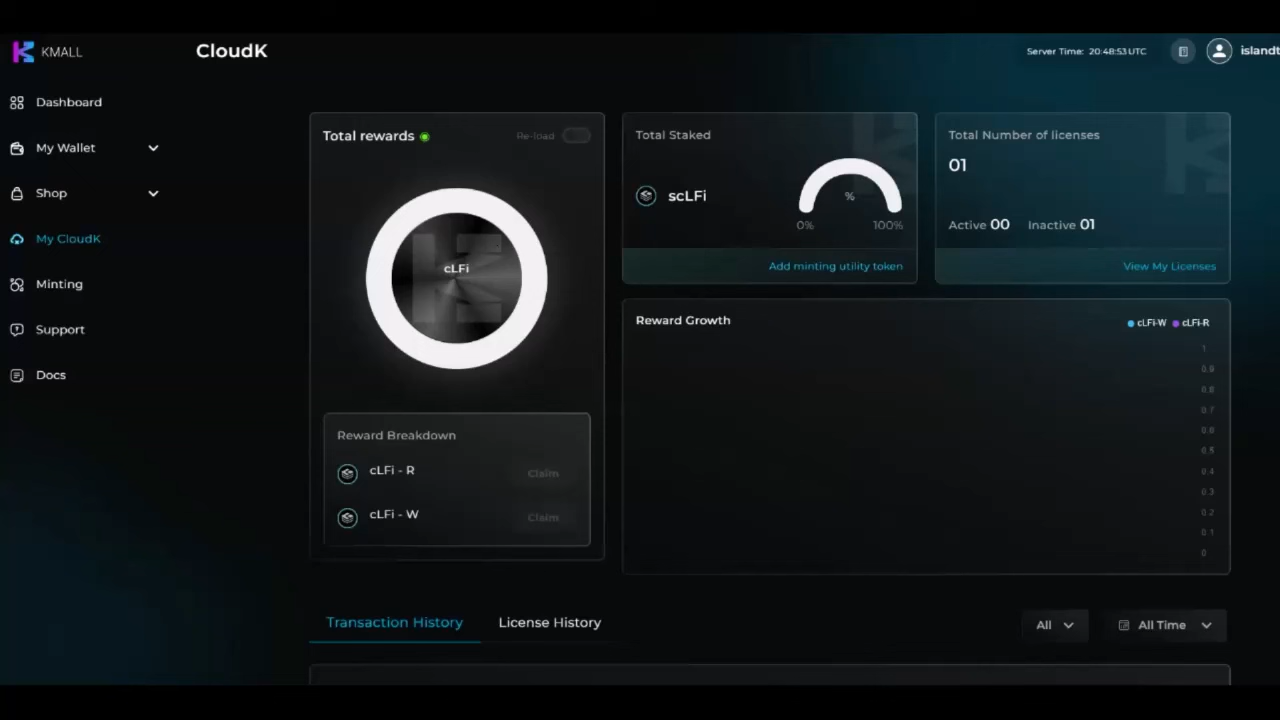 KMALL
CloudK
Server Time: 20:48:53 UTC
islandt
Dashboard
My Wallet
Shop
My CloudK
Minting
Support
Docs
Total rewards
Re-load
cLFi
Reward Breakdown
cLFi - R
Claim
cLFi - W
Claim
Total Staked
scLFi
%
0%
100%
Add minting utility token
Total Number of licenses
01
Active 00 Inactive 01
View My Licenses
Reward Growth
cLFi-W cLFi-R
1
0.9
0.8
0.7
0.6
0.5
0.4
0.3
0.2
0.1
0
Transaction History
License History
All
All Time